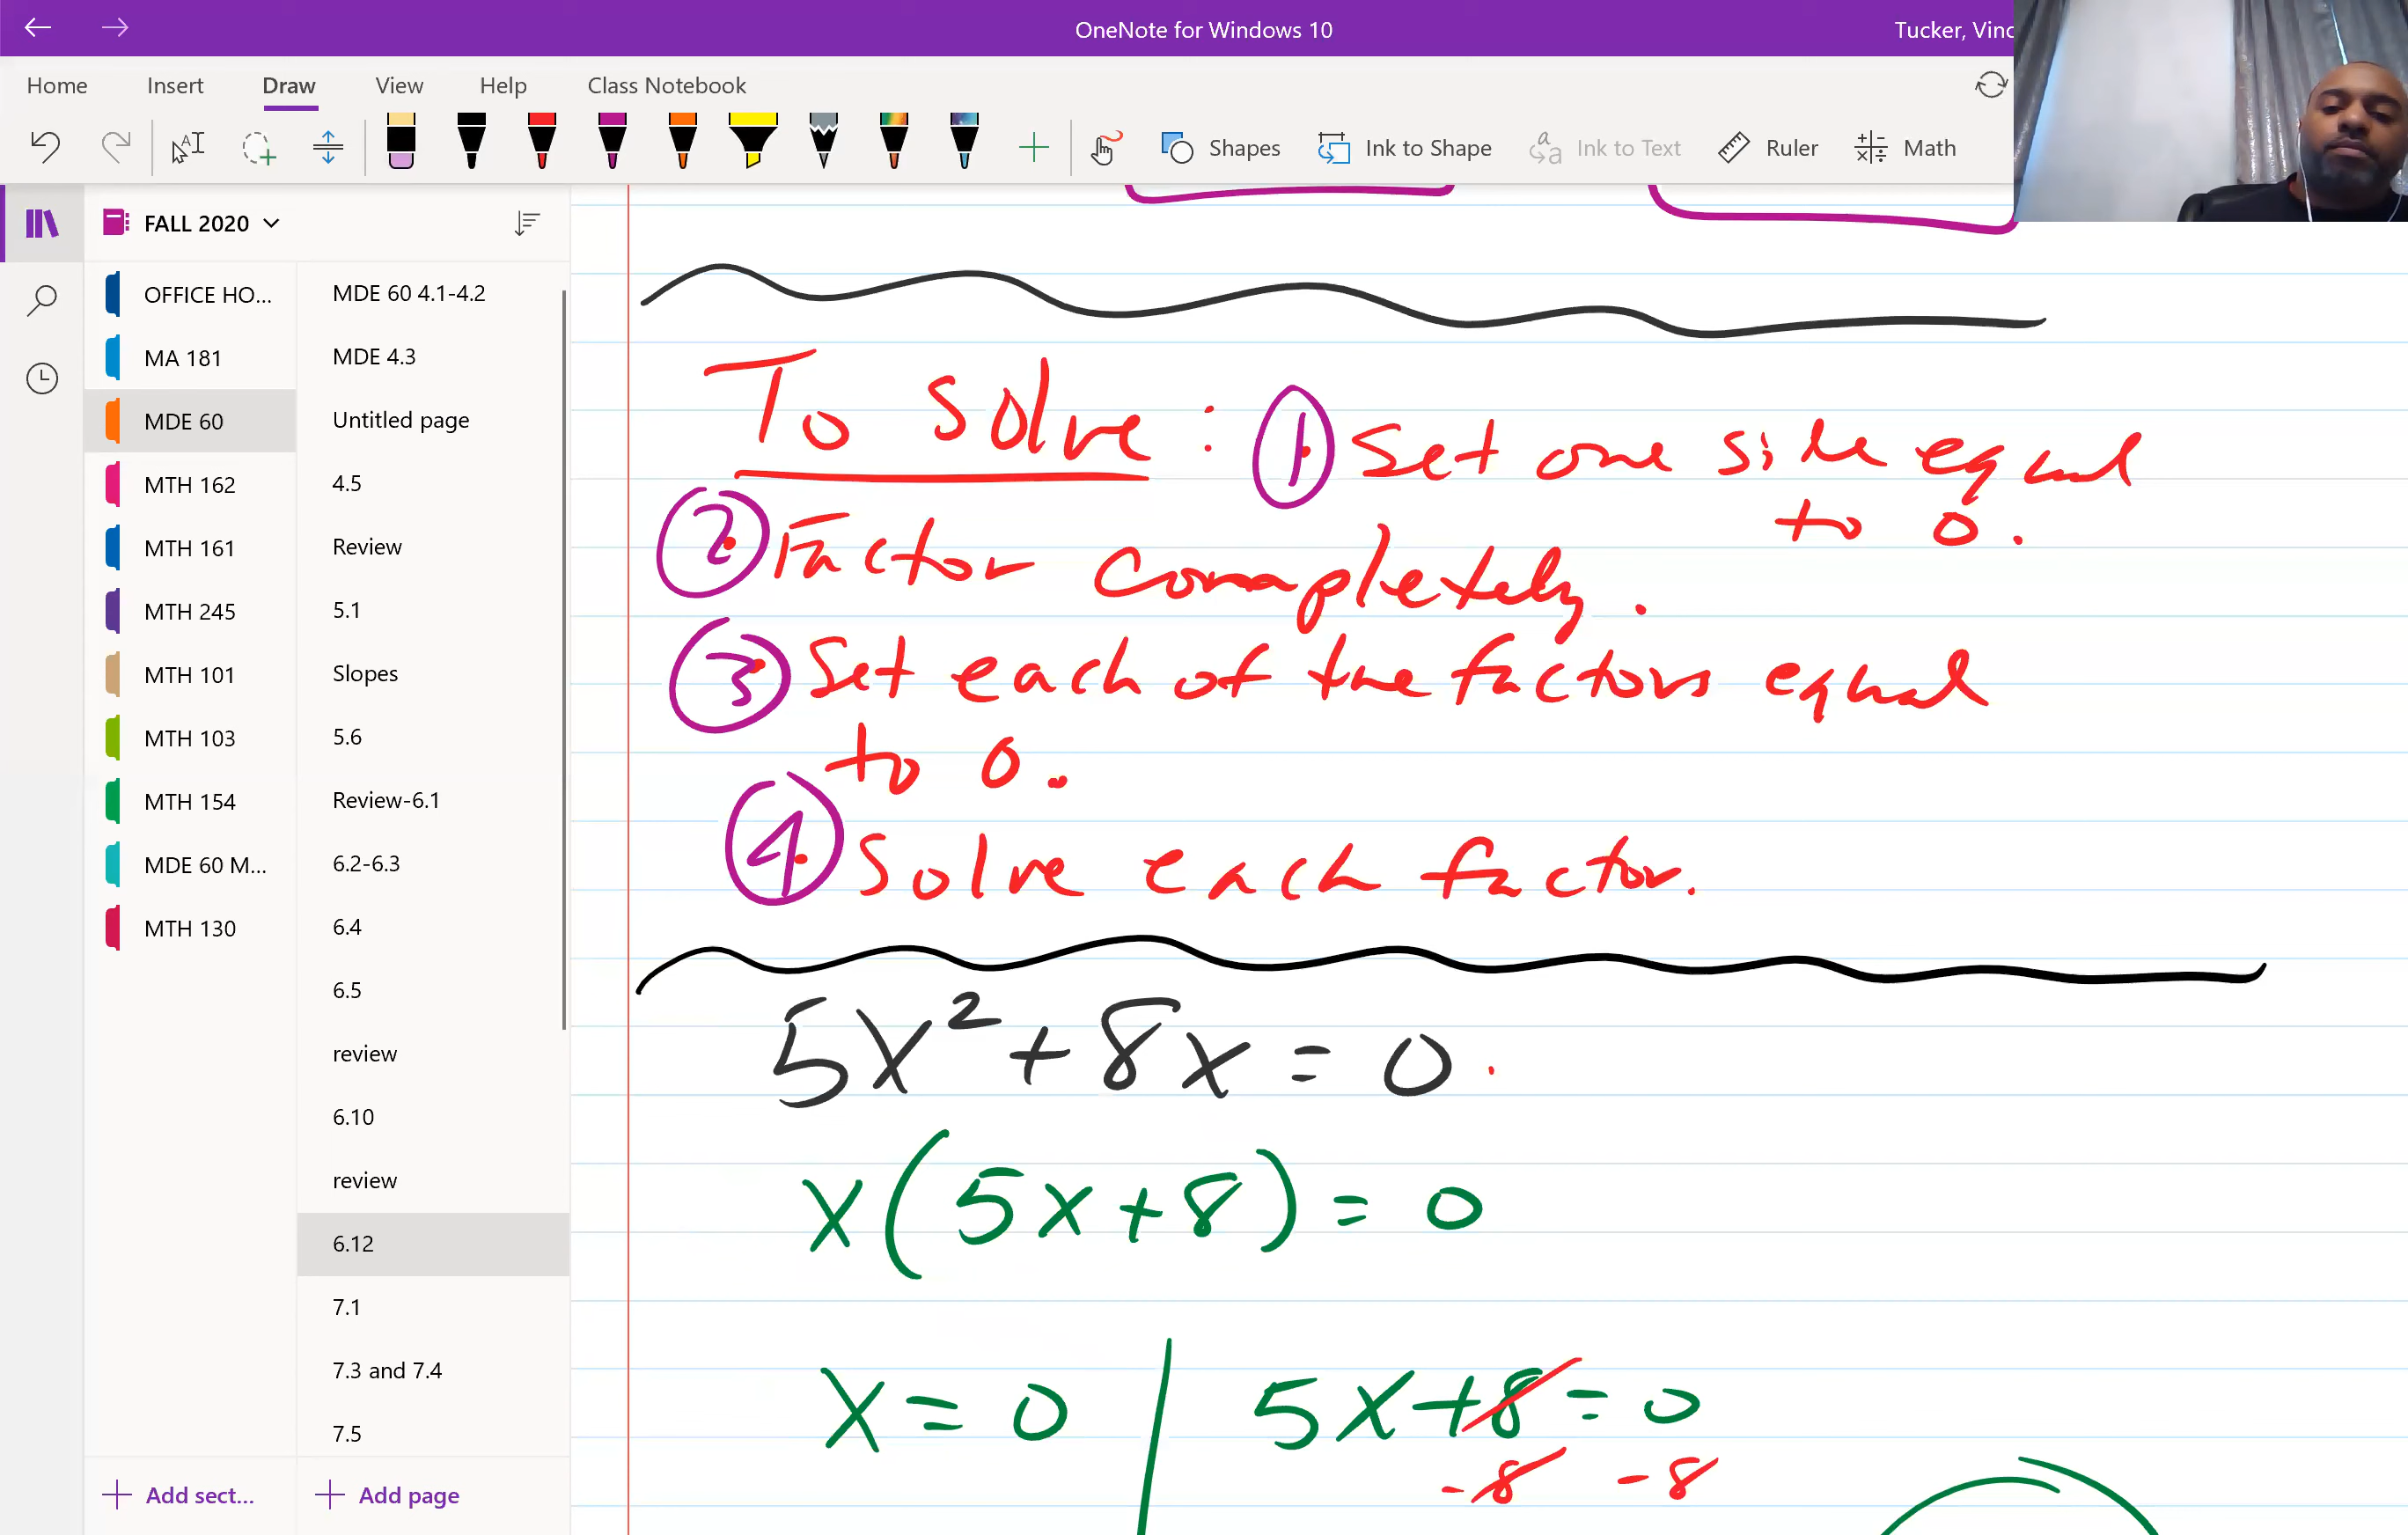 OneNote for Windows 10
Tucker, Vinc
Home Insert Draw View Help Class Notebook
Shapes Ink to Shape Ink to Text Ruler Math
FALL 2020
OFFICE HO...
MA 181
MDE 60
MTH 162
MTH 161
MTH 245
MTH 101
MTH 103
MTH 154
MDE 60 M...
MTH 130
Add sect...
MDE 60 4.1-4.2
MDE 4.3
Untitled page
4.5
Review
5.1
Slopes
5.6
Review-6.1
6.2-6.3
6.4
6.5
review
6.10
review
6.12
7.1
7.3 and 7.4
7.5
Add page
To Solve: 1. Set one side equal
to 0.
2. Factor completely.
3. Set each of the factors equal
to 0.
4. Solve each factor.
5x² + 8x = 0
x(5x+8) = 0
x = 0 | 5x+8 = 0
-8 -8